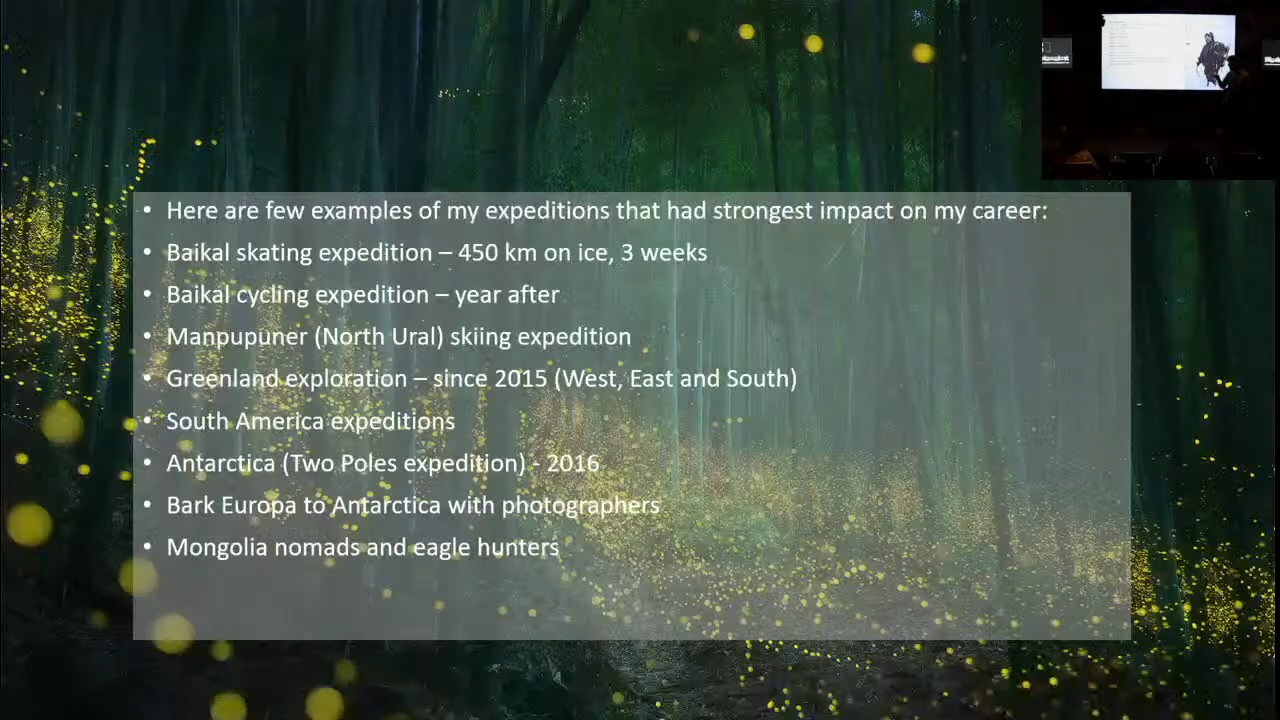 • Here are few examples of my expeditions that had strongest impact on my career:
• Baikal skating expedition – 450 km on ice, 3 weeks
• Baikal cycling expedition – year after
• Manpupuner (North Ural) skiing expedition
• Greenland exploration – since 2015 (West, East and South)
• South America expeditions
• Antarctica (Two Poles expedition) - 2016
• Bark Europa to Antarctica with photographers
• Mongolia nomads and eagle hunters